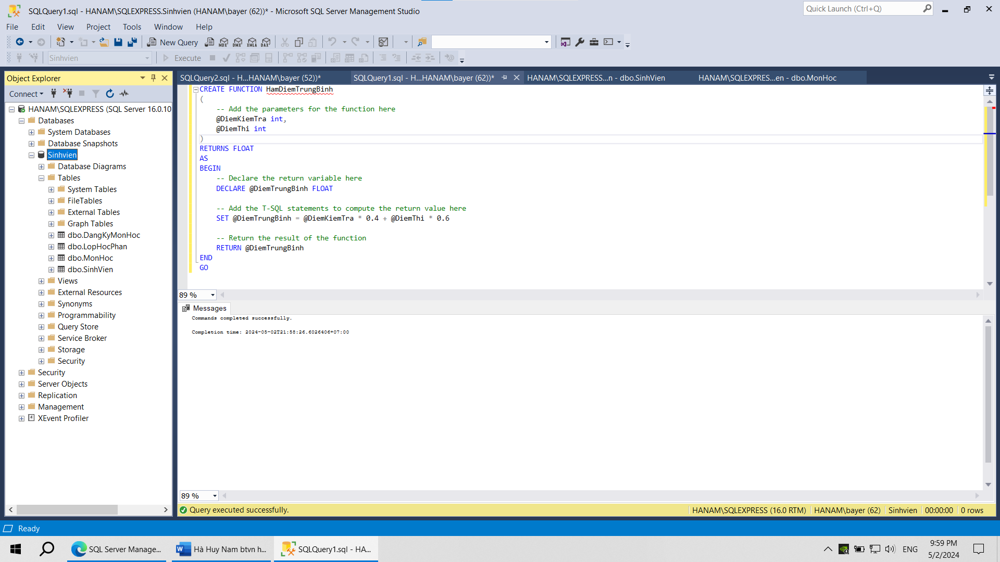 SQLQuery1.sql - HANAM\SQLEXPRESS.Sinhvien (HANAM\bayer (62))* - Microsoft SQL Server Management Studio
Quick Launch (Ctrl+Q)
File Edit View Project Tools Window Help
New Query MDX DMX XMLA DAX
Sinhvien Execute
Object Explorer
Connect
HANAM\SQLEXPRESS (SQL Server 16.0.10
Databases
System Databases
Database Snapshots
Sinhvien
Database Diagrams
Tables
System Tables
FileTables
External Tables
Graph Tables
dbo.DangKyMonHoc
dbo.LopHocPhan
dbo.MonHoc
dbo.SinhVien
Views
External Resources
Synonyms
Programmability
Query Store
Service Broker
Storage
Security
Security
Server Objects
Replication
Management
XEvent Profiler
SQLQuery2.sql - H...HANAM\bayer (52))* SQLQuery1.sql - H...HANAM\bayer (62))* HANAM\SQLEXPRESS...n - dbo.SinhVien HANAM\SQLEXPRES...en - dbo.MonHoc
CREATE FUNCTION HamDiemTrungBinh
(
-- Add the parameters for the function here
@DiemKiemTra int,
@DiemThi int
)
RETURNS FLOAT
AS
BEGIN
-- Declare the return variable here
DECLARE @DiemTrungBinh FLOAT
-- Add the T-SQL statements to compute the return value here
SET @DiemTrungBinh = @DiemKiemTra * 0.4 + @DiemThi * 0.6
-- Return the result of the function
RETURN @DiemTrungBinh
END
GO
89 %
Messages
Commands completed successfully.
Completion time: 2024-05-02T21:58:26.6026406+07:00
89 %
Query executed successfully. HANAM\SQLEXPRESS (16.0 RTM) HANAM\bayer (62) Sinhvien 00:00:00 0 rows
Ready
SQL Server Manage... Hà Huy Nam btvn h... SQLQuery1.sql - HA... ENG 9:59 PM
5/2/2024